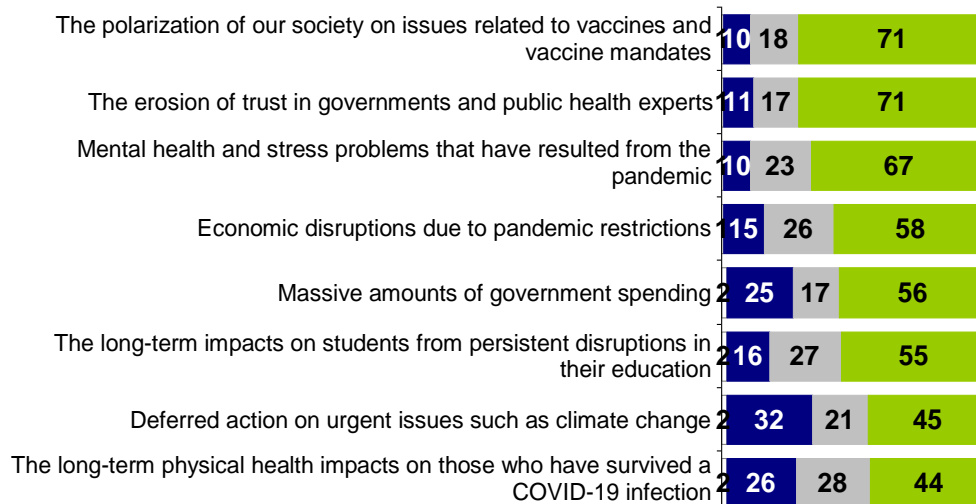 The polarization of our society on issues related to vaccines and
vaccine mandates
1 10 18 71
The erosion of trust in governments and public health experts
1 11 17 71
Mental health and stress problems that have resulted from the
pandemic
10 23 67
Economic disruptions due to pandemic restrictions
1 15 26 58
Massive amounts of government spending
2 25 17 56
The long-term impacts on students from persistent disruptions in
their education
2 16 27 55
Deferred action on urgent issues such as climate change
2 32 21 45
The long-term physical health impacts on those who have survived a
COVID-19 infection
2 26 28 44